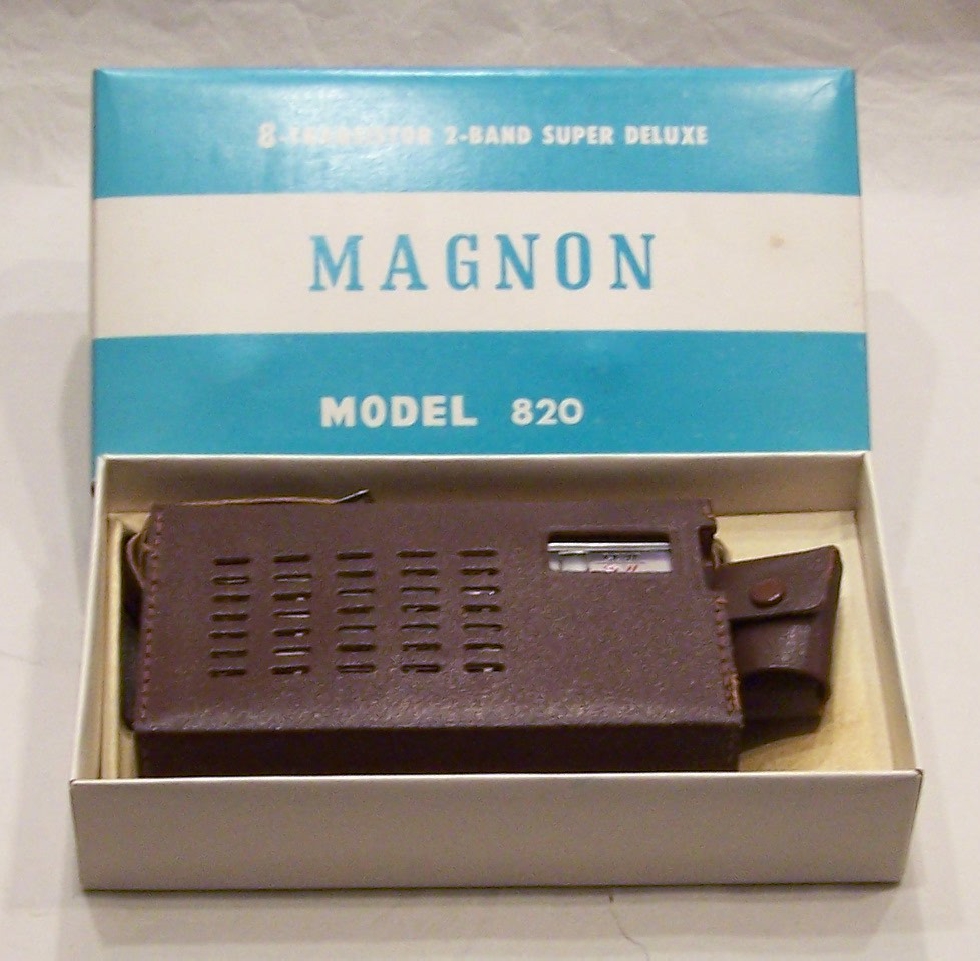 8-TRANSISTOR 2-BAND SUPER DELUXE
MAGNON
MODEL 820